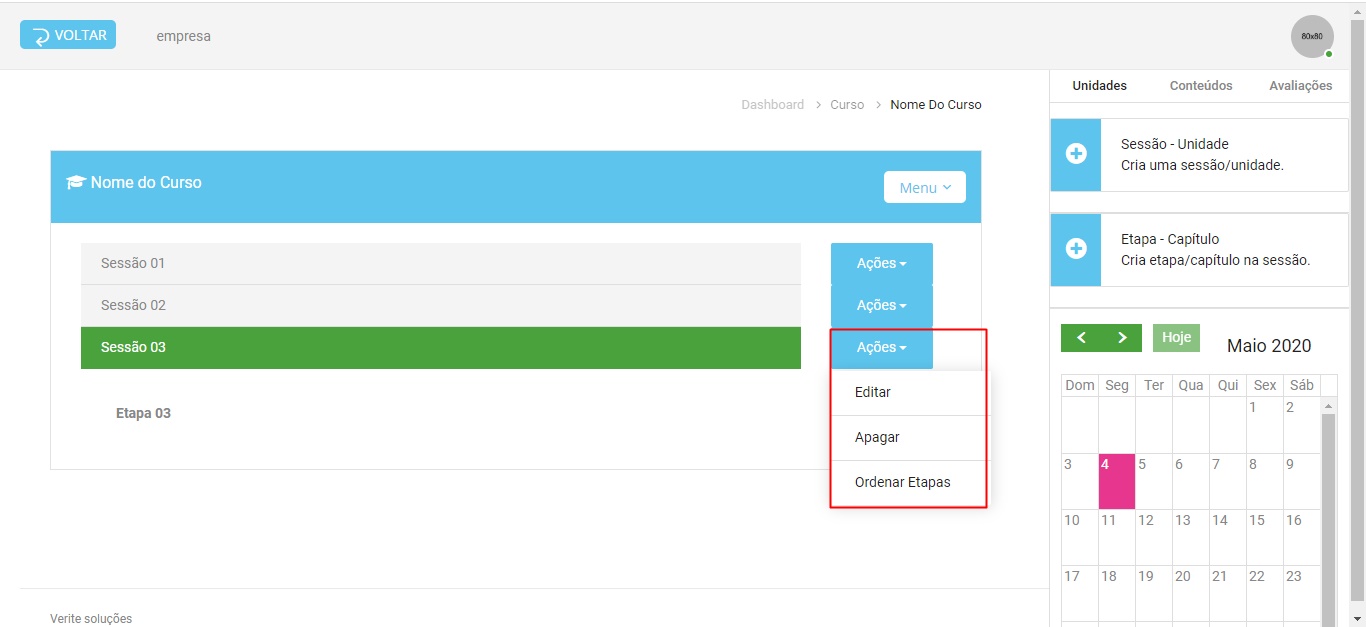 VOLTAR
empresa
80x80
Dashboard > Curso > Nome Do Curso
Nome do Curso
Menu
Sessão 01
Ações
Sessão 02
Ações
Sessão 03
Ações
Editar
Apagar
Ordenar Etapas
Etapa 03
Verite soluções
Unidades Conteúdos Avaliações
Sessão - Unidade
Cria uma sessão/unidade.
Etapa - Capítulo
Cria etapa/capítulo na sessão.
Hoje
Maio 2020
Dom Seg Ter Qua Qui Sex Sáb
1 2
3 4 5 6 7 8 9
10 11 12 13 14 15 16
17 18 19 20 21 22 23